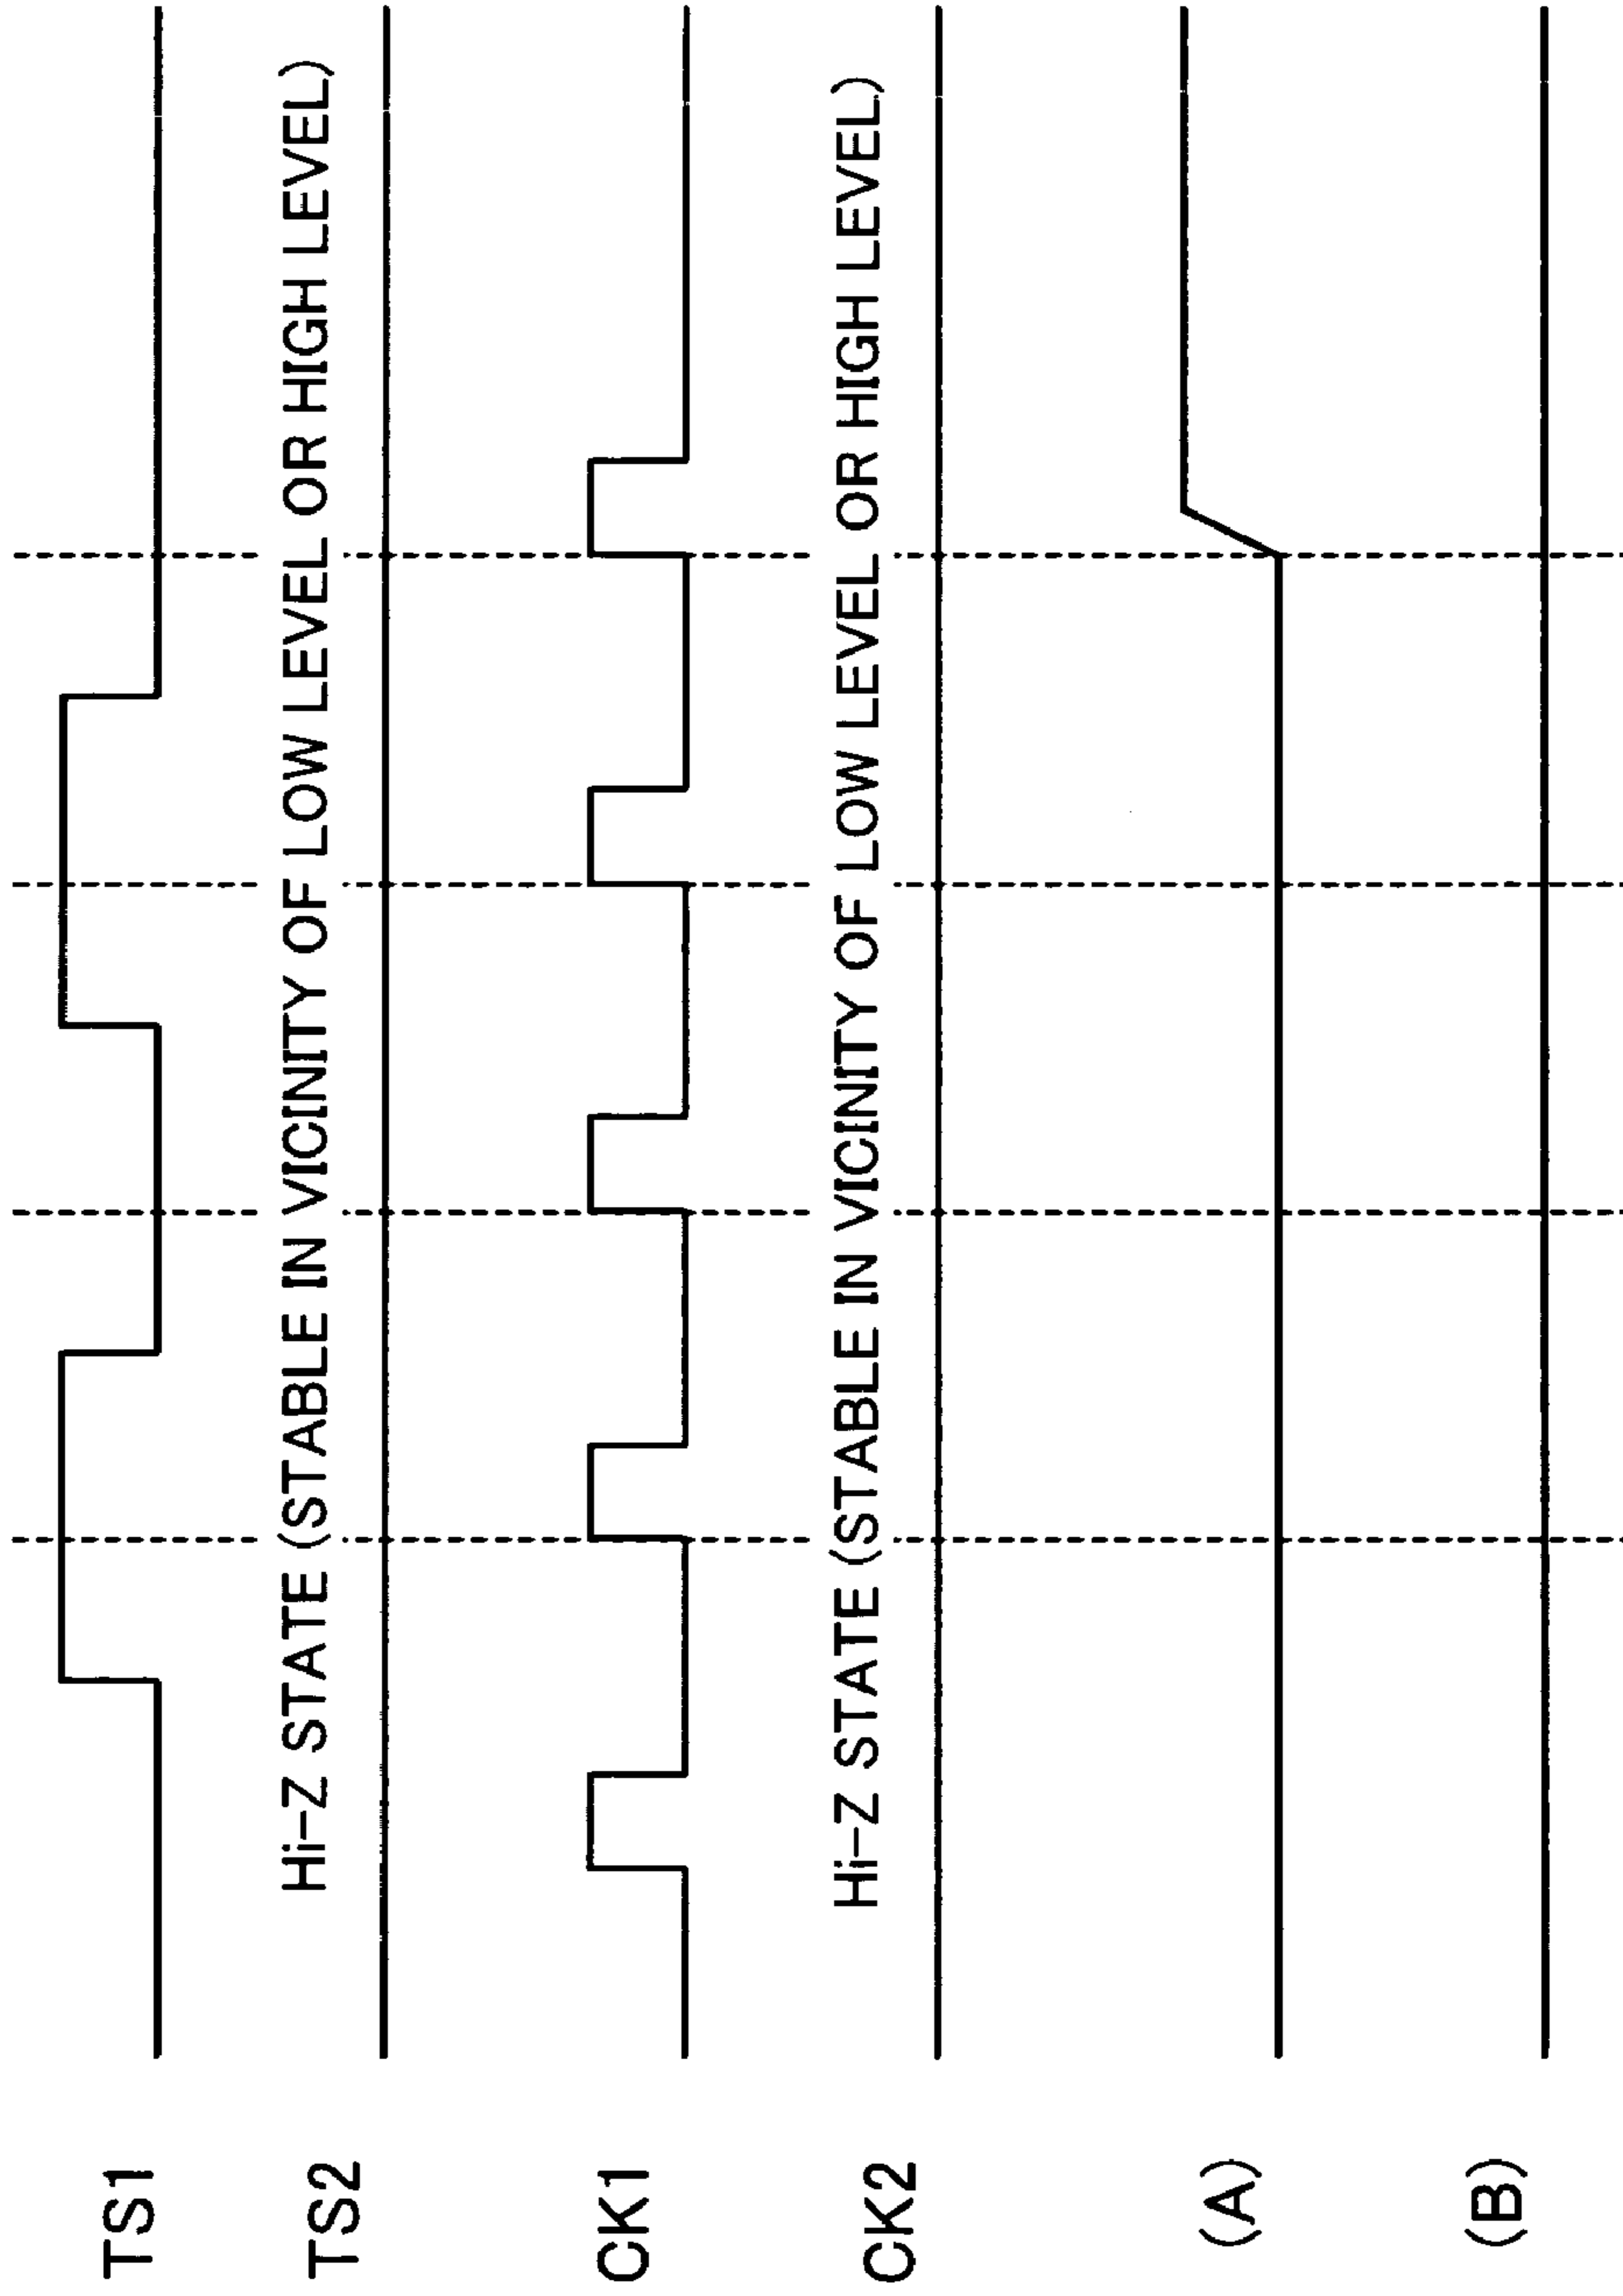 TS1
Hi-Z STATE (STABLE IN VICINITY OF LOW LEVEL OR HIGH LEVEL)
TS2
CK1
Hi-Z STATE (STABLE IN VICINITY OF LOW LEVEL OR HIGH LEVEL)
CK2
(A)
(B)